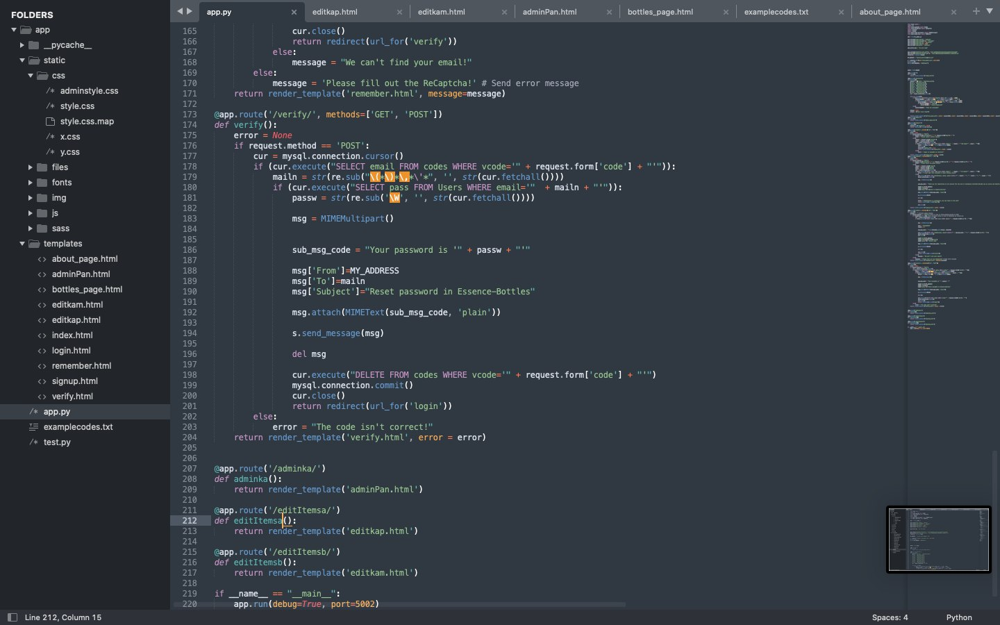 FOLDERS
app
__pycache__
static
css
adminstyle.css
style.css
style.css.map
x.css
y.css
files
fonts
img
js
sass
templates
about_page.html
adminPan.html
bottles_page.html
editkam.html
editkap.html
index.html
login.html
remember.html
signup.html
verify.html
app.py
examplecodes.txt
test.py
app.py editkap.html editkam.html adminPan.html bottles_page.html examplecodes.txt about_page.html
165 cur.close()
166 return redirect(url_for('verify'))
167 else:
168 message = "We can't find your email!"
169 else:
170 message = 'Please fill out the ReCaptcha!' # Send error message
171 return render_template('remember.html', message=message)
172
173 @app.route('/verify/', methods=['GET', 'POST'])
174 def verify():
175 error = None
176 if request.method == 'POST':
177 cur = mysql.connection.cursor()
178 if (cur.execute("SELECT email FROM codes WHERE vcode='" + request.form['code'] + "'")):
179 mailn = str(re.sub("\(*\)*\,*\'*", '', str(cur.fetchall())))
180 if (cur.execute("SELECT pass FROM Users WHERE email='"  + mailn + "'")):
181 passw = str(re.sub('\W', '', str(cur.fetchall())))
182
183 msg = MIMEMultipart()
184
185
186 sub_msg_code = "Your password is '" + passw + "'"
187
188 msg['From']=MY_ADDRESS
189 msg['To']=mailn
190 msg['Subject']="Reset password in Essence-Bottles"
191
192 msg.attach(MIMEText(sub_msg_code, 'plain'))
193
194 s.send_message(msg)
195
196 del msg
197
198 cur.execute("DELETE FROM codes WHERE vcode='" + request.form['code'] + "'")
199 mysql.connection.commit()
200 cur.close()
201 return redirect(url_for('login'))
202 else:
203 error = "The code isn't correct!"
204 return render_template('verify.html', error = error)
205
206
207 @app.route('/adminka/')
208 def adminka():
209 return render_template('adminPan.html')
210
211 @app.route('/editItemsa/')
212 def editItemsa():
213 return render_template('editkap.html')
214
215 @app.route('/editItemsb/')
216 def editItemsb():
217 return render_template('editkam.html')
218
219 if __name__ == "__main__":
220 app.run(debug=True, port=5002)
Line 212, Column 15 Spaces: 4 Python